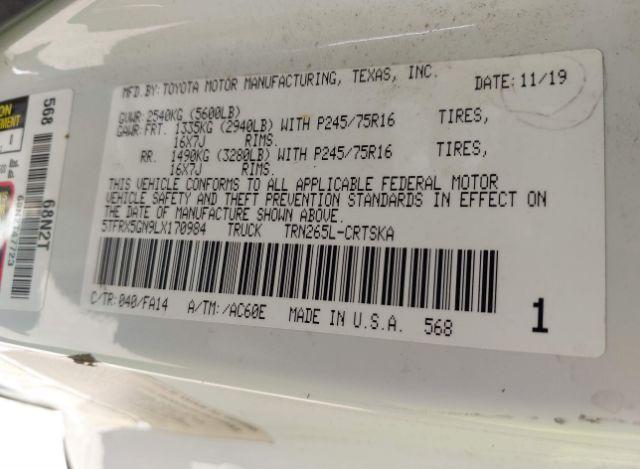 MFD.BY:TOYOTA MOTOR MANUFACTURING, TEXAS, INC. DATE:11/19
GVWR:2540KG (5600LB)
GAWR:FRT. 1335KG (2940LB) WITH P245/75R16 TIRES,
16X7J RIMS.
RR. 1490KG (3280LB) WITH P245/75R16 TIRES,
16X7J RIMS.
THIS VEHICLE CONFORMS TO ALL APPLICABLE FEDERAL MOTOR
VEHICLE SAFETY AND THEFT PREVENTION STANDARDS IN EFFECT ON
THE DATE OF MANUFACTURE SHOWN ABOVE.
5TFRX5GN9LX170984 TRUCK TRN265L-CRTSKA
C/TR:040/FA14 A/TM:/AC60E MADE IN U.S.A. 568 1
568
68N2T